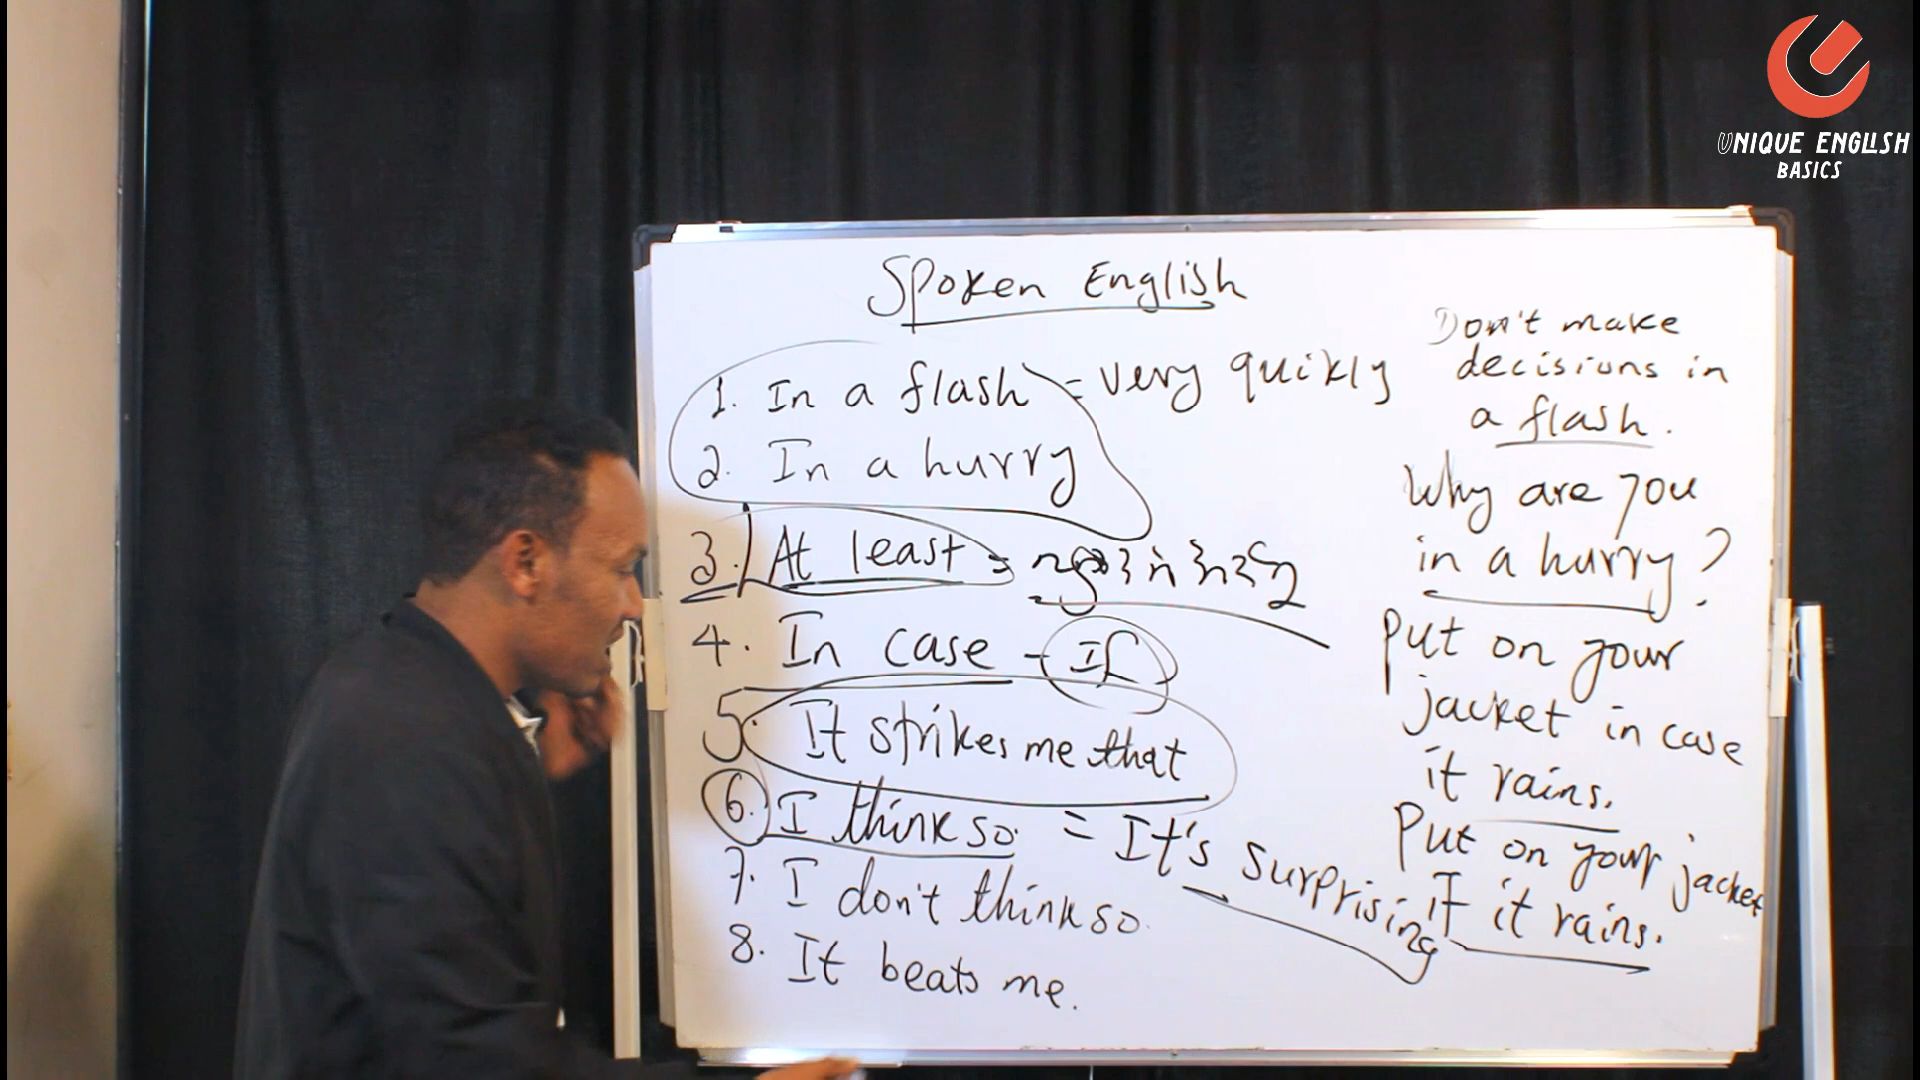 UNIQUE ENGLISH
BASICS
Spoken English
1. In a flash = very quikly
2. In a hurry
3. At least =
4. In case - If
5. It strikes me that
6. I think so = It's surprising
7. I don't think so.
8. It beats me.
Don't make
decisions in
a flash.
Why are you
in a hurry?
Put on your
jacket in case
it rains.
Put on your jacket
If it rains.